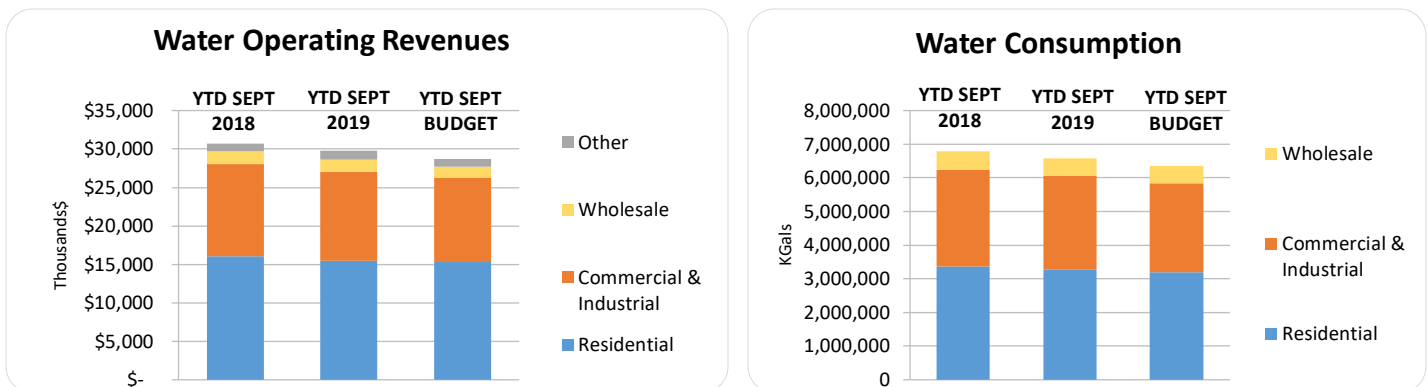 Water Operating Revenues
YTD SEPT
2018
YTD SEPT
2019
YTD SEPT
BUDGET
$35,000
$30,000
$25,000
$20,000
$15,000
$10,000
$5,000
$-
Thousands$
Other
Wholesale
Commercial &
Industrial
Residential
Water Consumption
YTD SEPT
2018
YTD SEPT
2019
YTD SEPT
BUDGET
8,000,000
7,000,000
6,000,000
5,000,000
4,000,000
3,000,000
2,000,000
1,000,000
0
KGals
Wholesale
Commercial &
Industrial
Residential